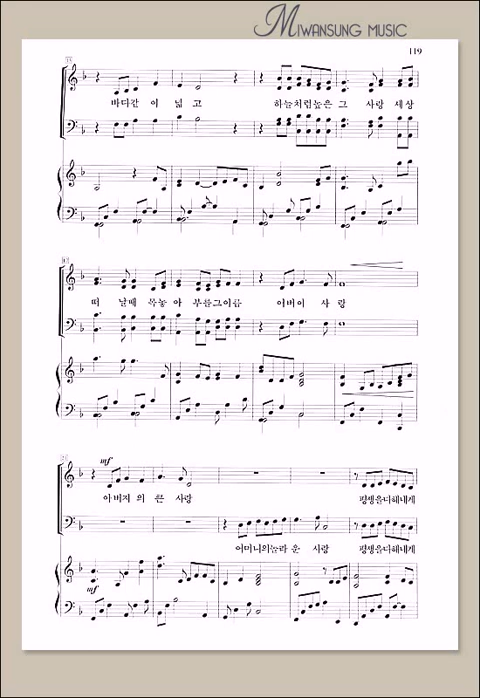 MIWANSUNG MUSIC
119
바다같 이 넓 고 하늘처럼높은 그 사랑 세상
떠 날때 목놓아 부를그이름 어버이 사 랑
mf
아버지 의 큰 사랑 평생을다해내게
어머니의놀라 운 사랑 평생을다해내게
mf